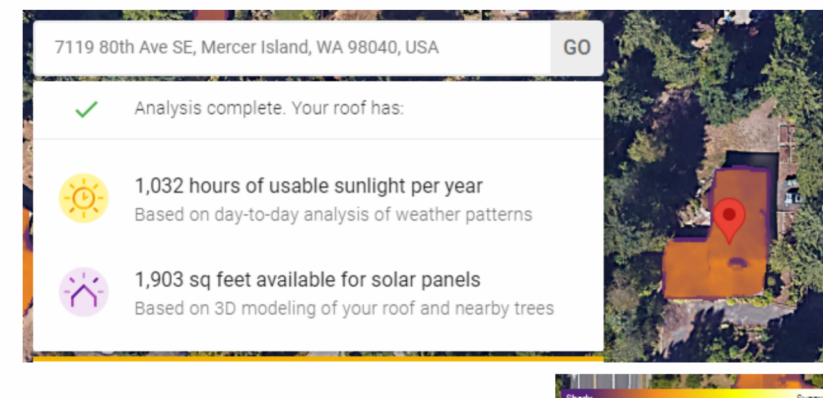 7119 80th Ave SE, Mercer Island, WA 98040, USA
GO
Analysis complete. Your roof has:
1,032 hours of usable sunlight per year
Based on day-to-day analysis of weather patterns
1,903 sq feet available for solar panels
Based on 3D modeling of your roof and nearby trees